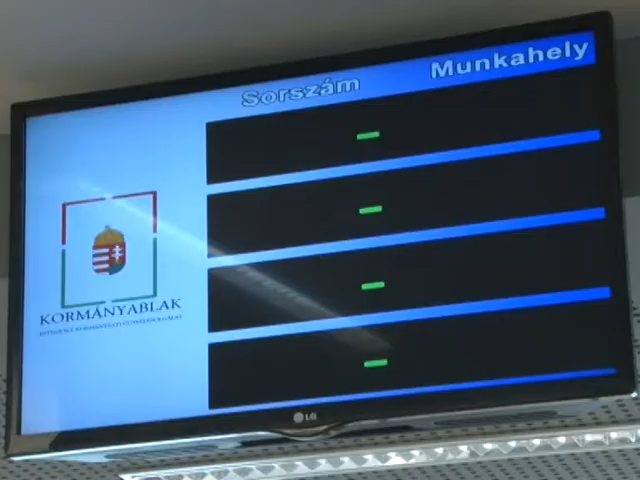 Sorszám Munkahely
–
–
–
–
KORMÁNYABLAK
LG